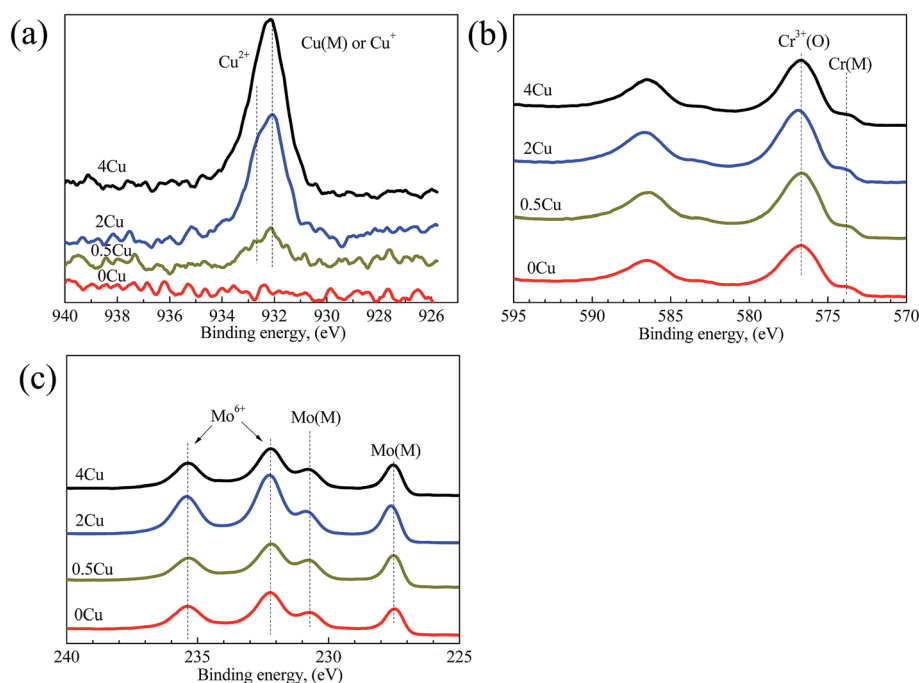 (a)
Cu²⁺
Cu(M) or Cu⁺
4Cu
2Cu
0.5Cu
0Cu
940 938 936 934 932 930 928 926
Binding energy, (eV)
(b)
Cr³⁺(O)
Cr(M)
4Cu
2Cu
0.5Cu
0Cu
595 590 585 580 575 570
Binding energy, (eV)
(c)
Mo⁶⁺
Mo(M)
Mo(M)
4Cu
2Cu
0.5Cu
0Cu
240 235 230 225
Binding energy, (eV)